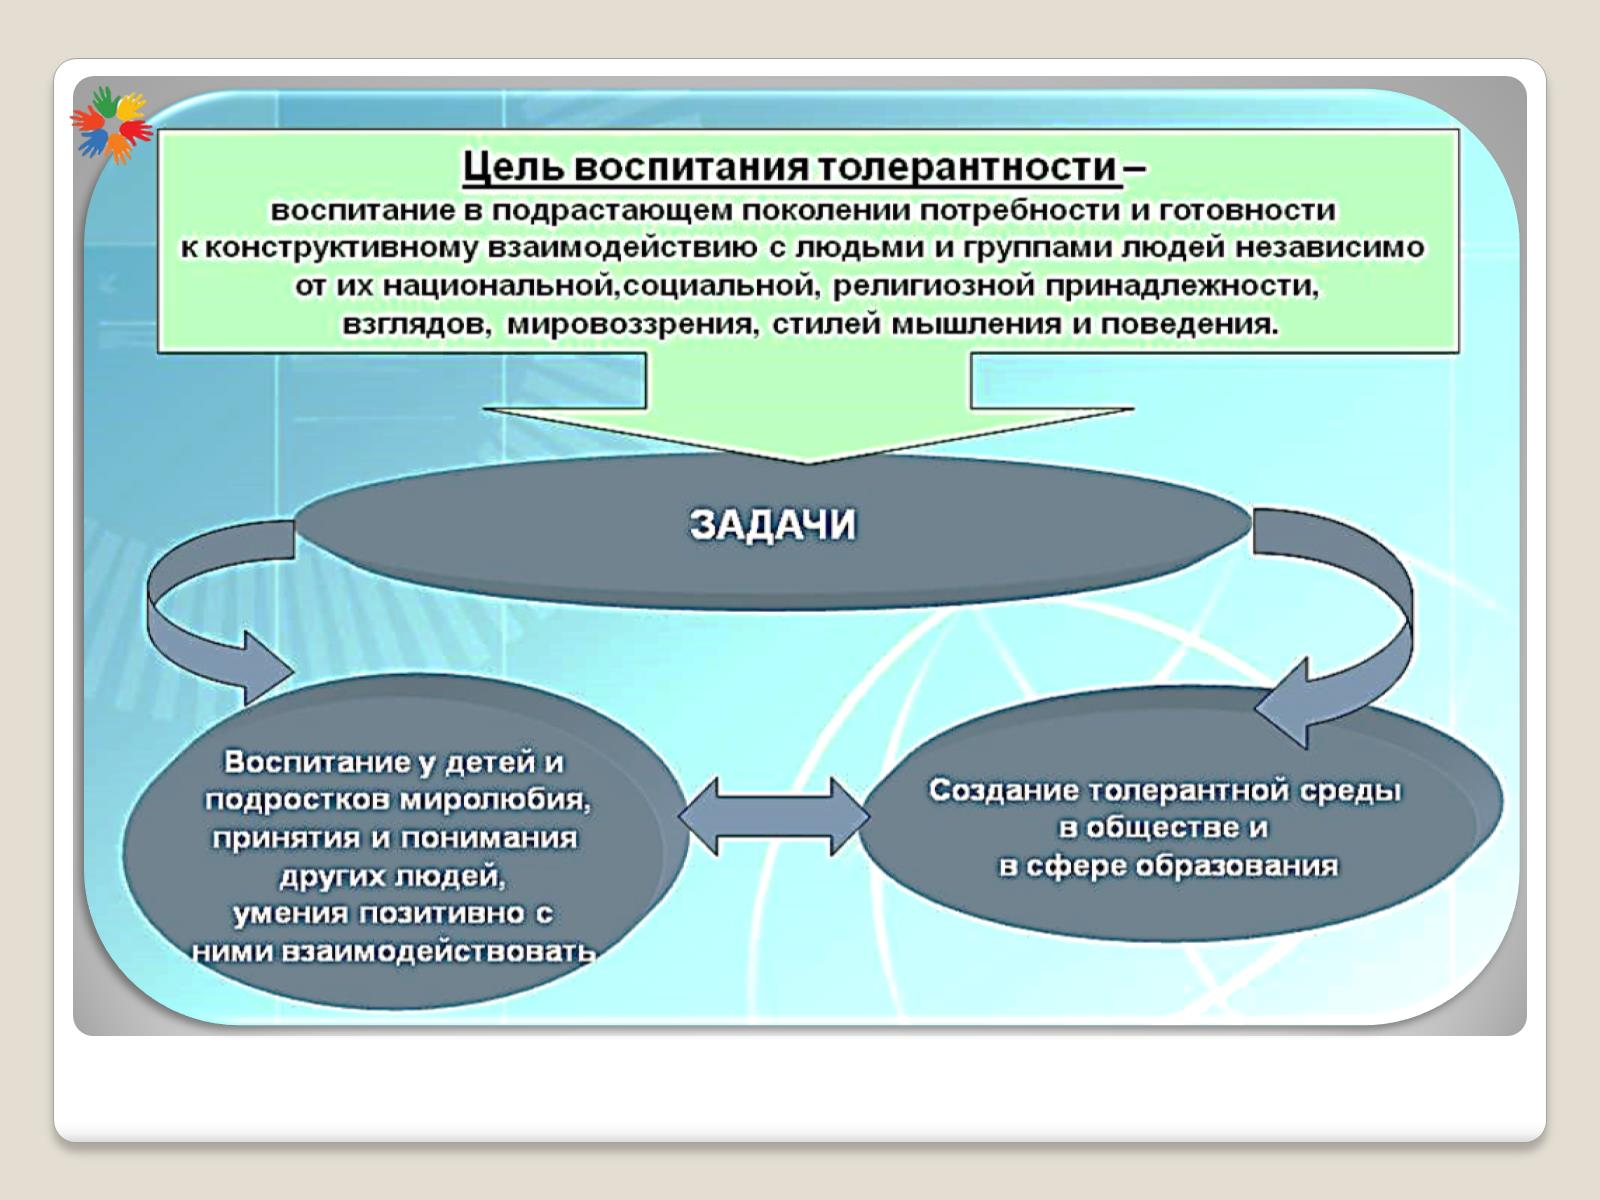 Цель воспитания толерантности –
воспитание в подрастающем поколении потребности и готовности
к конструктивному взаимодействию с людьми и группами людей независимо
от их национальной,социальной, религиозной принадлежности,
взглядов, мировоззрения, стилей мышления и поведения.
ЗАДАЧИ
Воспитание у детей и
подростков миролюбия,
принятия и понимания
других людей,
умения позитивно с
ними взаимодействовать
Создание толерантной среды
в обществе и
в сфере образования